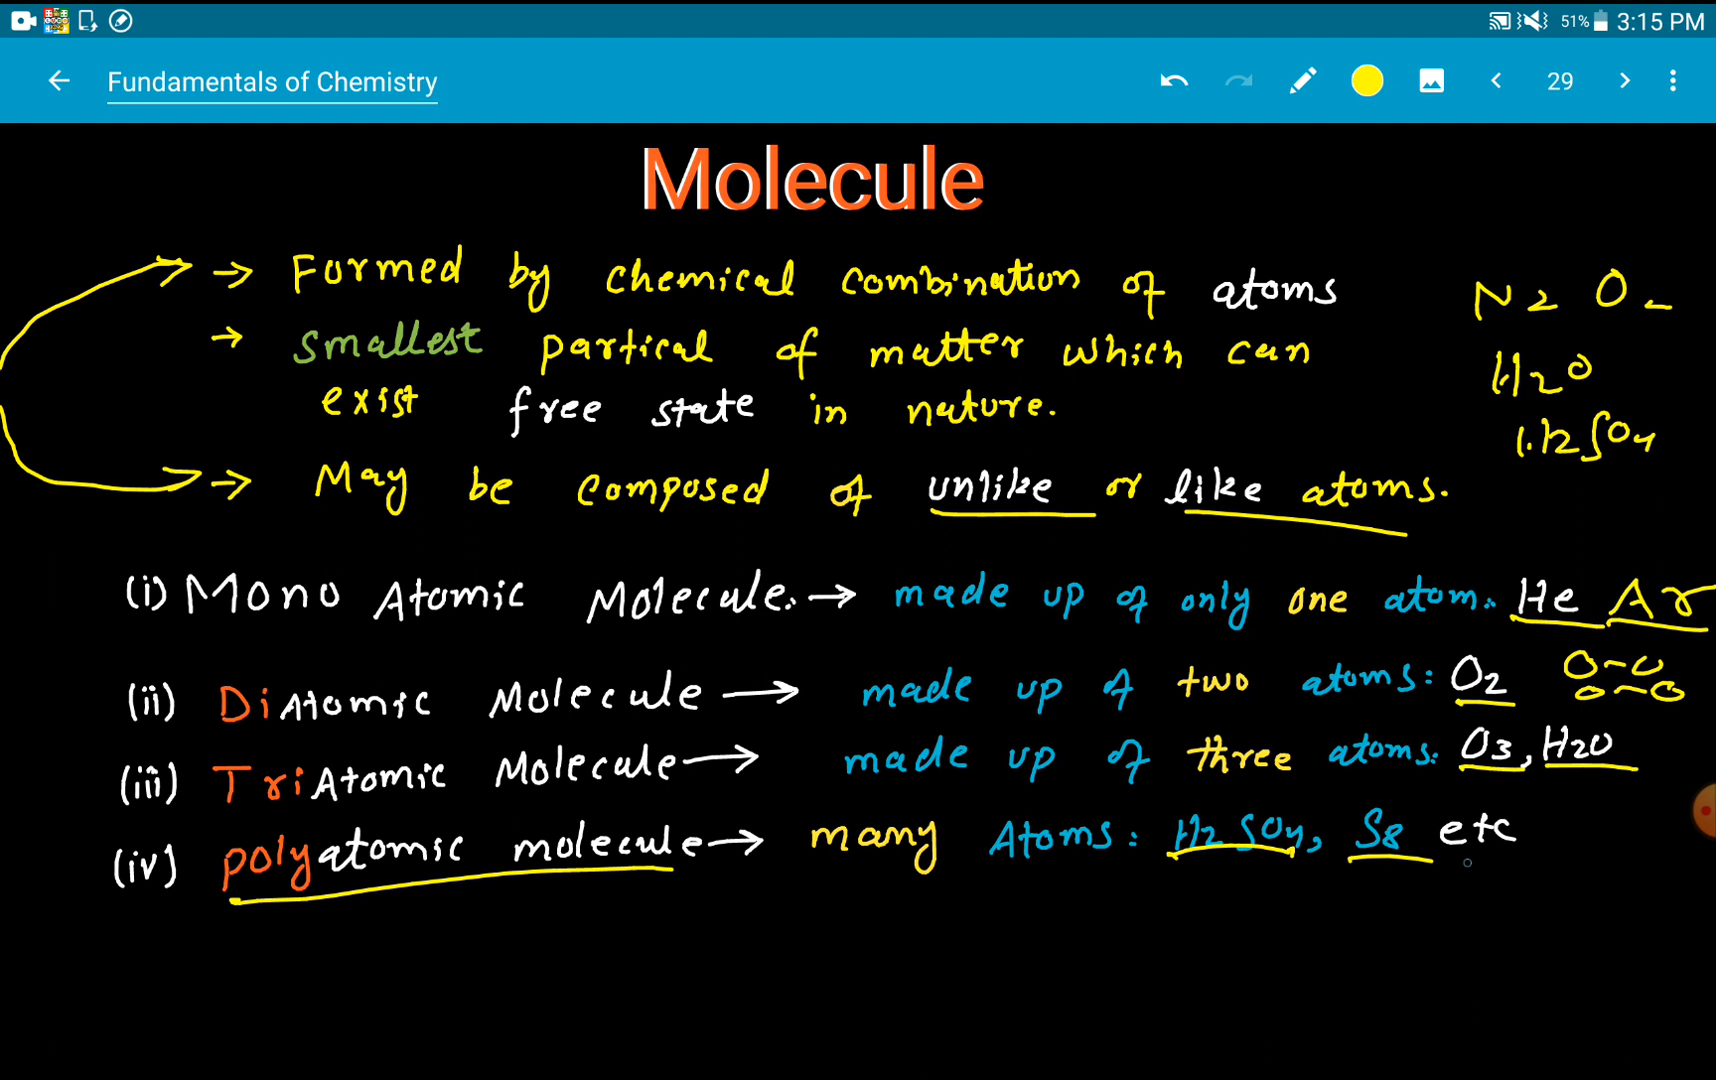 51% 3:15 PM
Fundamentals of Chemistry 29
Molecule
→ Formed by chemical combination of atoms
N2 O2
→ smallest partical of matter which can
exist free state in nature.
H2O
H2SO4
→ May be composed of unlike or like atoms.
(i) Mono Atomic Molecule. → made up of only one atom: He Ar
(ii) DiAtomic Molecule → made up of two atoms: O2 O-O
O-O
(iii) TriAtomic Molecule → made up of three atoms: O3, H2O
(iv) polyatomic molecule → many Atoms: H2SO4, S8 etc